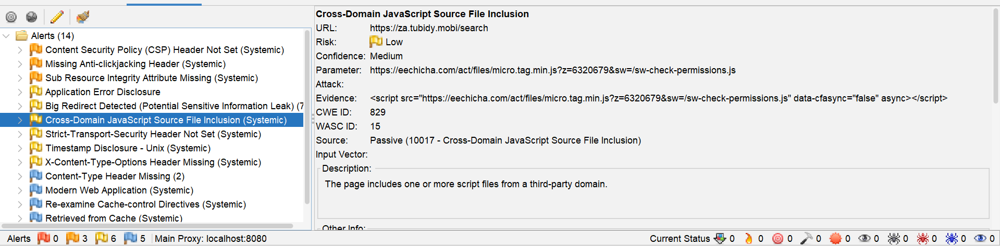 Alerts (14)
Content Security Policy (CSP) Header Not Set (Systemic)
Missing Anti-clickjacking Header (Systemic)
Sub Resource Integrity Attribute Missing (Systemic)
Application Error Disclosure
Big Redirect Detected (Potential Sensitive Information Leak) (7
Cross-Domain JavaScript Source File Inclusion (Systemic)
Strict-Transport-Security Header Not Set (Systemic)
Timestamp Disclosure - Unix (Systemic)
X-Content-Type-Options Header Missing (Systemic)
Content-Type Header Missing (2)
Modern Web Application (Systemic)
Re-examine Cache-control Directives (Systemic)
Retrieved from Cache (Systemic)
Cross-Domain JavaScript Source File Inclusion
URL: https://za.tubidy.mobi/search
Risk: Low
Confidence: Medium
Parameter: https://eechicha.com/act/files/micro.tag.min.js?z=6320679&sw=/sw-check-permissions.js
Attack:
Evidence: <script src="https://eechicha.com/act/files/micro.tag.min.js?z=6320679&sw=/sw-check-permissions.js" data-cfasync="false" async></script>
CWE ID: 829
WASC ID: 15
Source: Passive (10017 - Cross-Domain JavaScript Source File Inclusion)
Input Vector:
Description:
The page includes one or more script files from a third-party domain.
Other Info:
Alerts 0 3 6 5 Main Proxy: localhost:8080
Current Status 0 0 0 0 0 0 0 0 0 0